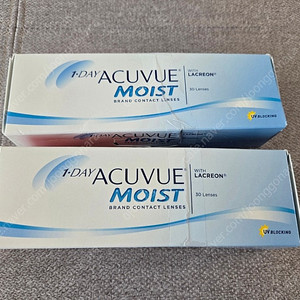 1-DAY ACUVUE®
MOIST
BRAND CONTACT LENSES
WITH
LACREON®
30 Lenses
UV BLOCKING
1-DAY ACUVUE®
MOIST
BRAND CONTACT LENSES
WITH
LACREON®
30 Lenses
UV BLOCKING